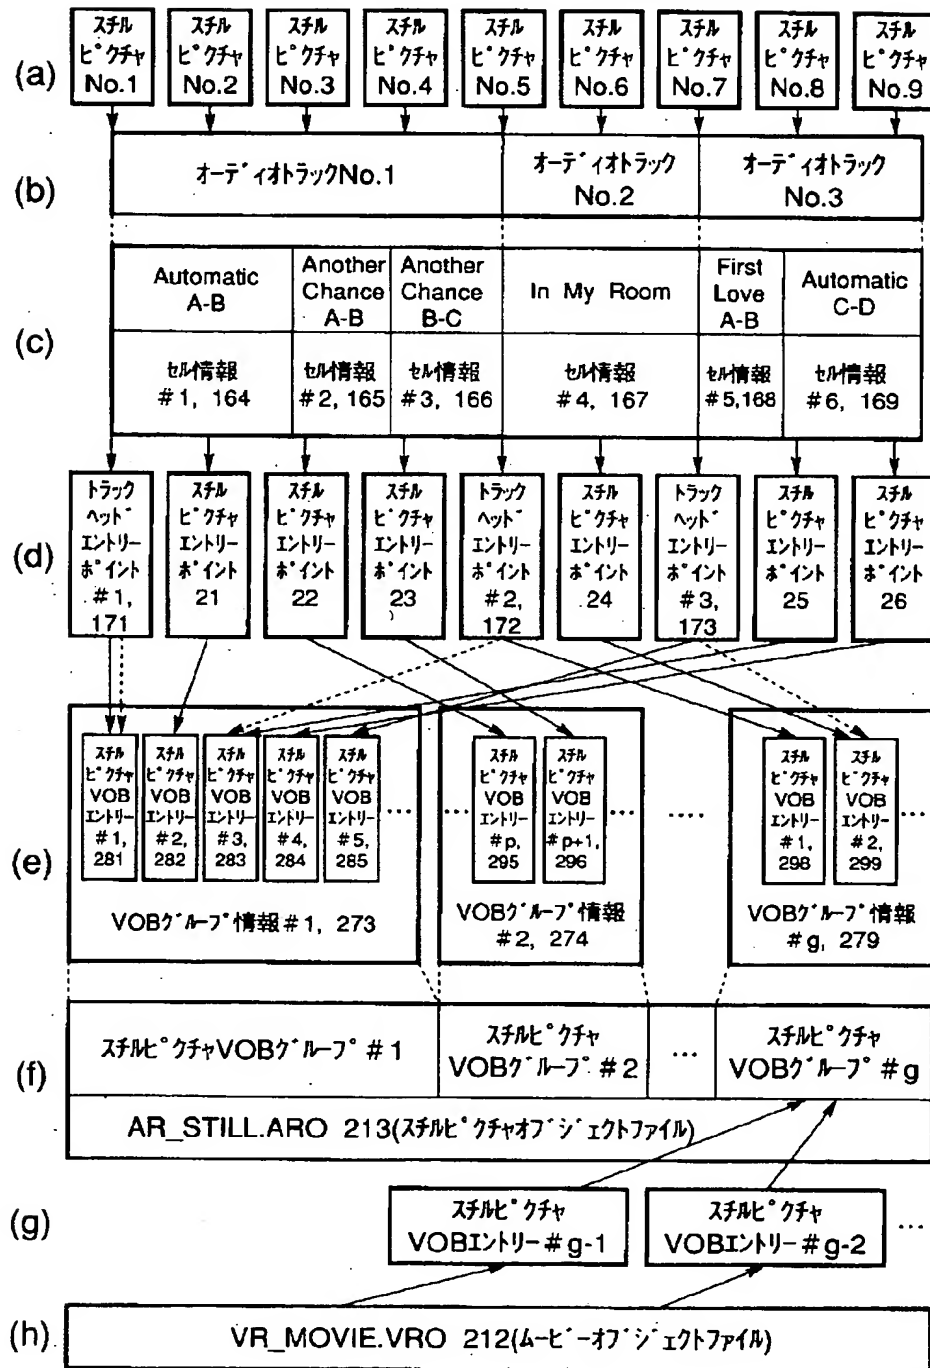 (a)
スチル
ピクチャ
No.1
スチル
ピクチャ
No.2
スチル
ピクチャ
No.3
スチル
ピクチャ
No.4
スチル
ピクチャ
No.5
スチル
ピクチャ
No.6
スチル
ピクチャ
No.7
スチル
ピクチャ
No.8
スチル
ピクチャ
No.9
(b)
オーディオトラックNo.1
オーディオトラック
No.2
オーディオトラック
No.3
(c)
Automatic
A-B
Another
Chance
A-B
Another
Chance
B-C
In My Room
First
Love
A-B
Automatic
C-D
セル情報
#1, 164
セル情報
#2, 165
セル情報
#3, 166
セル情報
#4, 167
セル情報
#5,168
セル情報
#6, 169
(d)
トラック
ヘッド
エントリー
ポイント
#1,
171
スチル
ピクチャ
エントリー
ポイント
21
スチル
ピクチャ
エントリー
ポイント
22
スチル
ピクチャ
エントリー
ポイント
23
トラック
ヘッド
エントリー
ポイント
#2,
172
スチル
ピクチャ
エントリー
ポイント
24
トラック
ヘッド
エントリー
ポイント
#3,
173
スチル
ピクチャ
エントリー
ポイント
25
スチル
ピクチャ
エントリー
ポイント
26
(e)
スチル
ピクチャ
VOB
エントリー
#1,
281
スチル
ピクチャ
VOB
エントリー
#2,
282
スチル
ピクチャ
VOB
エントリー
#3,
283
スチル
ピクチャ
VOB
エントリー
#4,
284
スチル
ピクチャ
VOB
エントリー
#5,
285
‥‥
VOBグループ情報#1, 273
‥‥
スチル
ピクチャ
VOB
エントリー
#p,
295
スチル
ピクチャ
VOB
エントリー
#p+1,
296
‥‥
VOBグループ情報
#2, 274
‥‥
スチル
ピクチャ
VOB
エントリー
#1,
298
スチル
ピクチャ
VOB
エントリー
#2,
299
‥‥
VOBグループ情報
#g, 279
(f)
スチルピクチャVOBグループ#1
スチルピクチャ
VOBグループ#2
…
スチルピクチャ
VOBグループ#g
AR_STILL.ARO 213(スチルピクチャオブジェクトファイル)
(g)
スチルピクチャ
VOBエントリー#g-1
スチルピクチャ
VOBエントリー#g-2
…
(h)
VR_MOVIE.VRO 212(ムービーオブジェクトファイル)